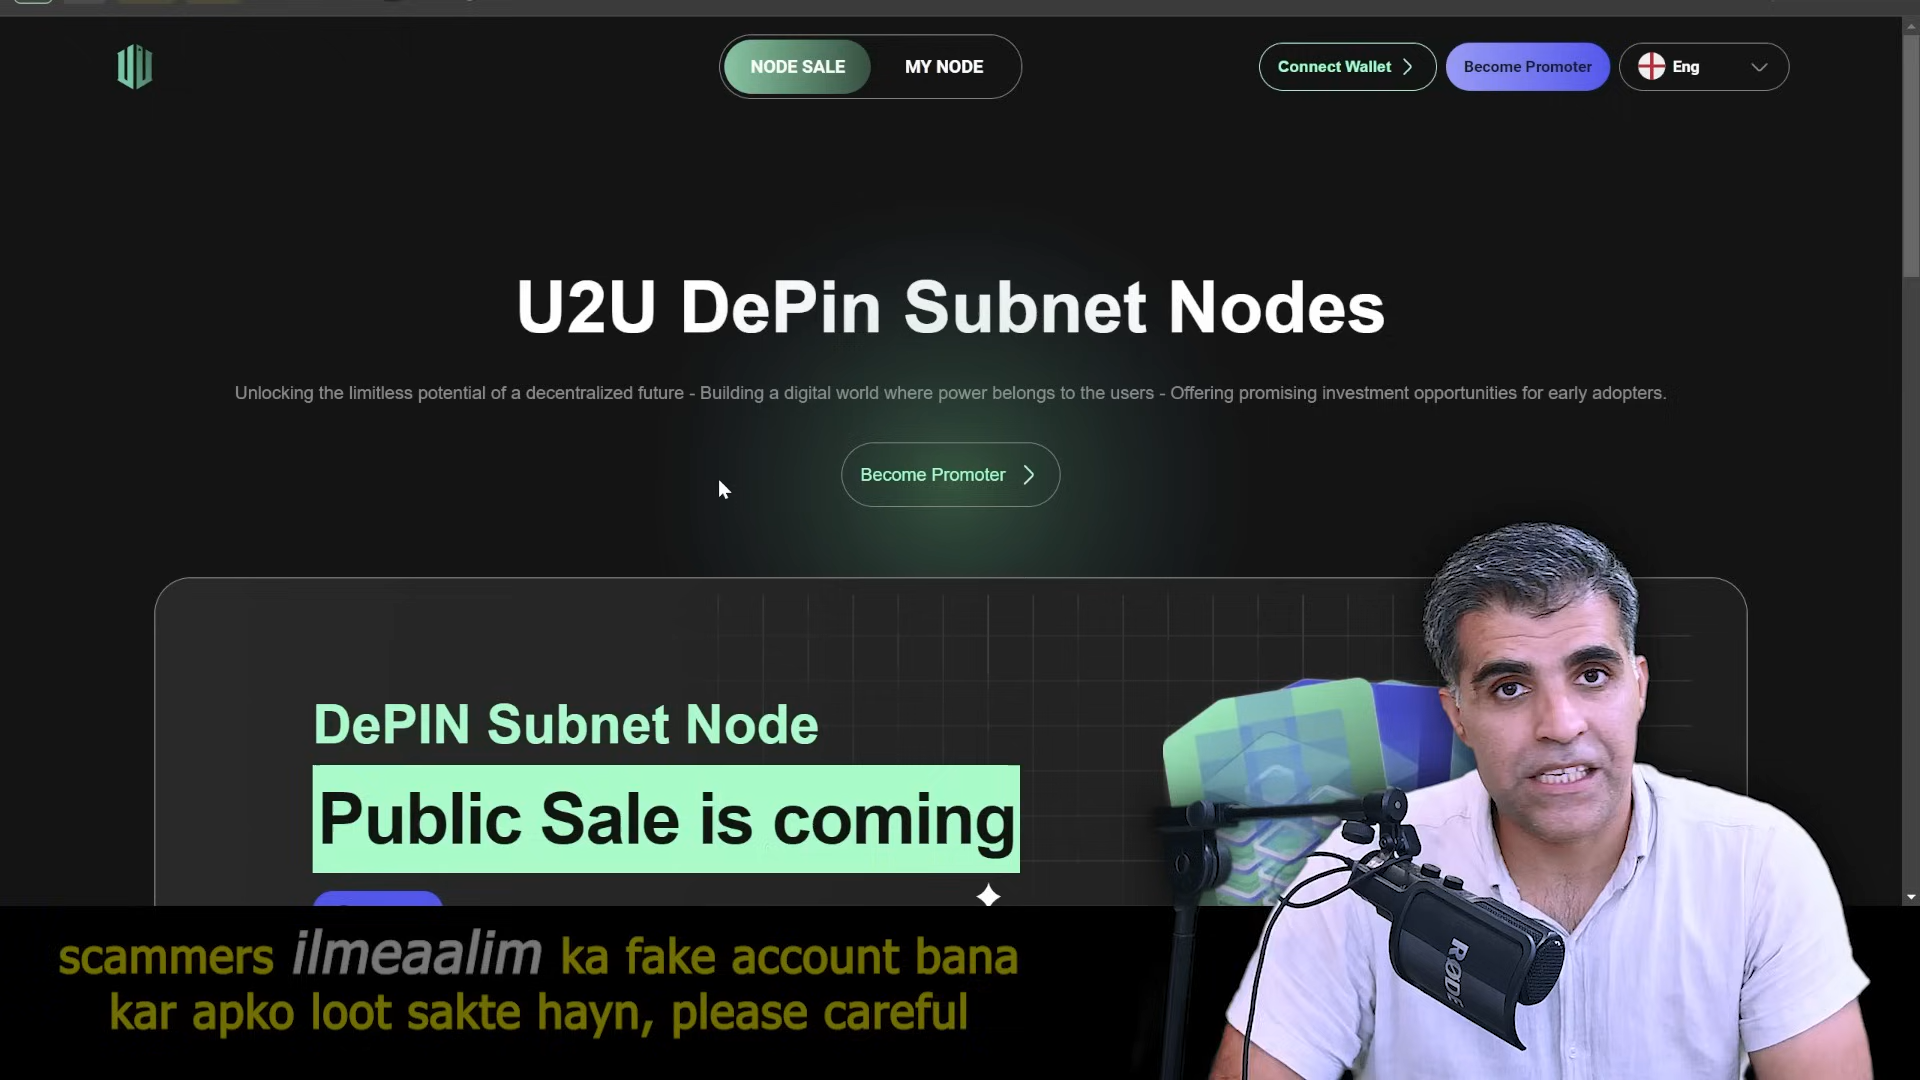 NODE SALE
MY NODE
Connect Wallet
Become Promoter
Eng
U2U DePin Subnet Nodes
Unlocking the limitless potential of a decentralized future - Building a digital world where power belongs to the users - Offering promising investment opportunities for early adopters.
Become Promoter
DePIN Subnet Node
Public Sale is coming
RØDE
scammers ilmeaalim ka fake account bana
kar apko loot sakte hayn, please careful